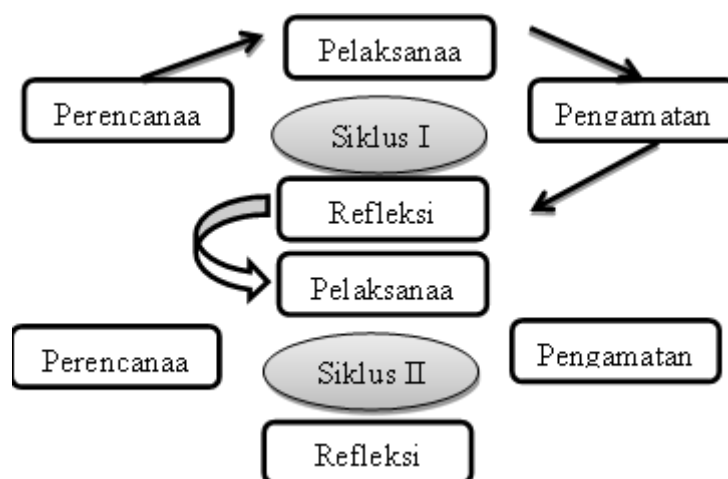 Pelaksanaa
Perencanaa
Pengamatan
Siklus I
Refleksi
Pelaksanaa
Perencanaa
Pengamatan
Siklus II
Refleksi